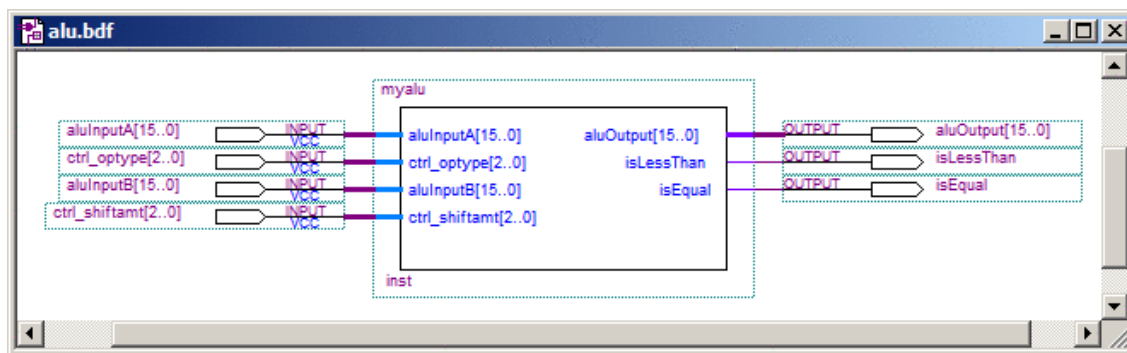 alu.bdf
myalu
aluInputA[15..0] INPUT VCC aluInputA[15..0] aluOutput[15..0] OUTPUT aluOutput[15..0]
ctrl_optype[2..0] INPUT VCC ctrl_optype[2..0] isLessThan OUTPUT isLessThan
aluInputB[15..0] INPUT VCC aluInputB[15..0] isEqual OUTPUT isEqual
ctrl_shiftamt[2..0] INPUT VCC ctrl_shiftamt[2..0]
inst